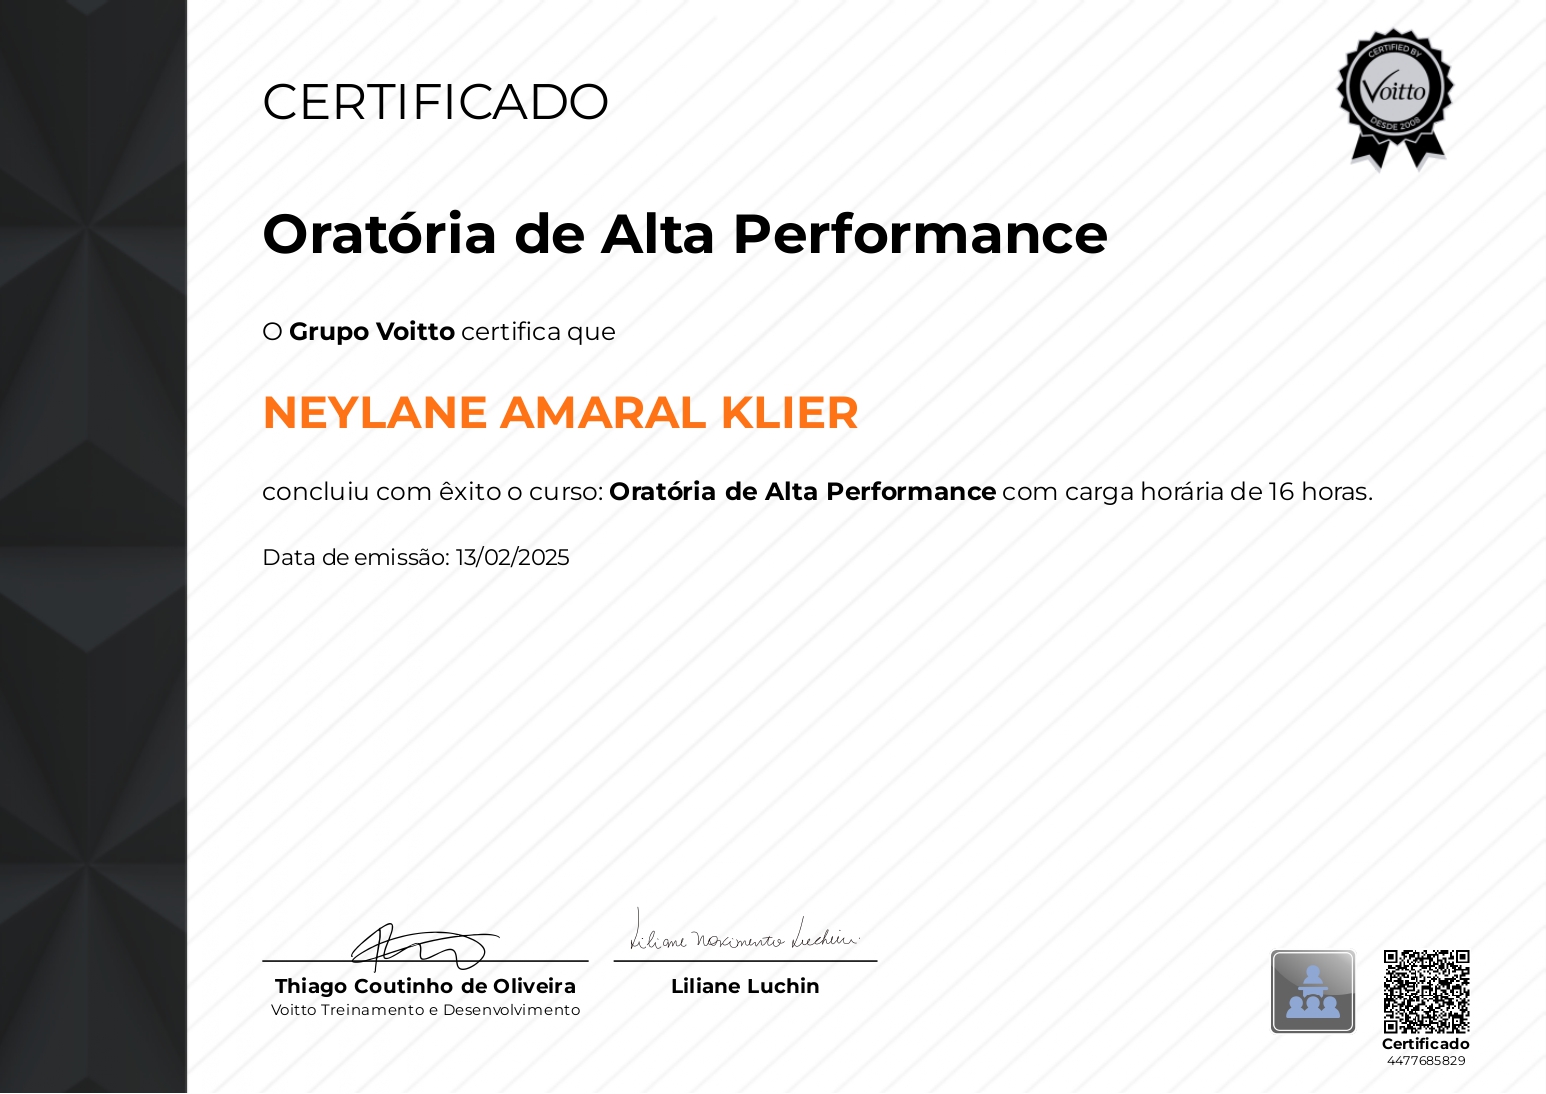 CERTIFICADO
CERTIFIED BY
Voitto
DESDE 2008
Oratória de Alta Performance
O Grupo Voitto certifica que
NEYLANE AMARAL KLIER
concluiu com êxito o curso: Oratória de Alta Performance com carga horária de 16 horas.
Data de emissão: 13/02/2025
Liliane Nascimento Luchin
Thiago Coutinho de Oliveira
Voitto Treinamento e Desenvolvimento
Liliane Luchin
Certificado
4477685829